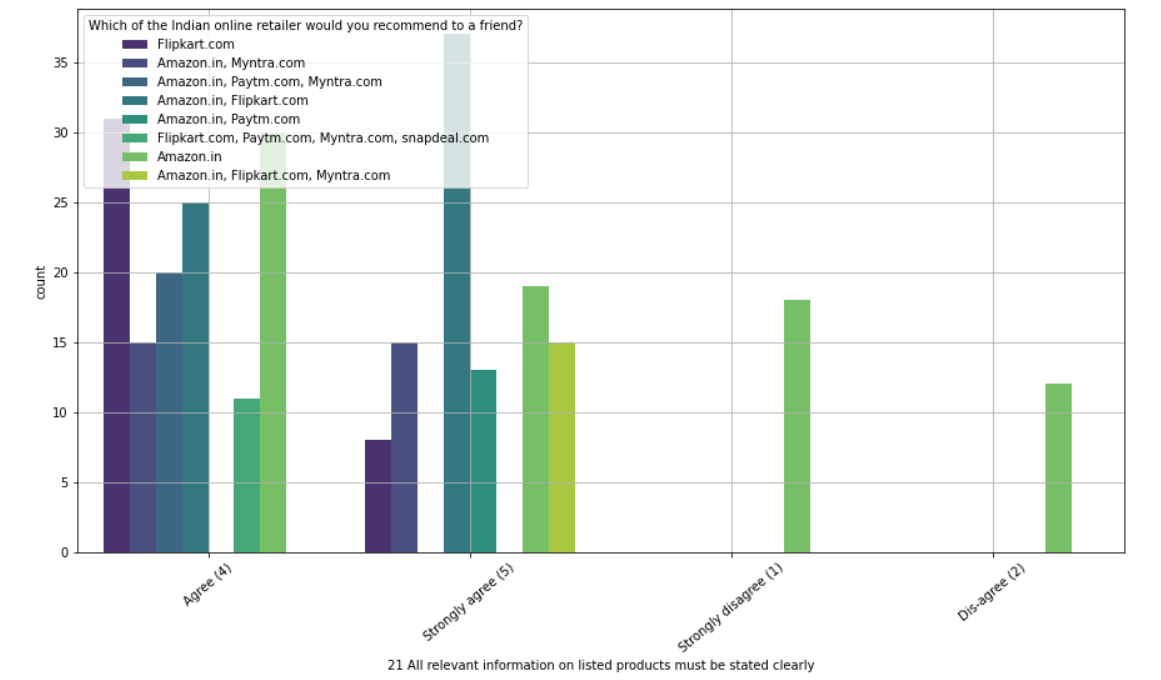 Which of the Indian online retailer would you recommend to a friend?
Flipkart.com
Amazon.in, Myntra.com
Amazon.in, Paytm.com, Myntra.com
Amazon.in, Flipkart.com
Amazon.in, Paytm.com
Flipkart.com, Paytm.com, Myntra.com, snapdeal.com
Amazon.in
Amazon.in, Flipkart.com, Myntra.com
35
30
25
20
15
10
5
0
count
Agree (4)
Strongly agree (5)
Strongly disagree (1)
Dis-agree (2)
21 All relevant information on listed products must be stated clearly